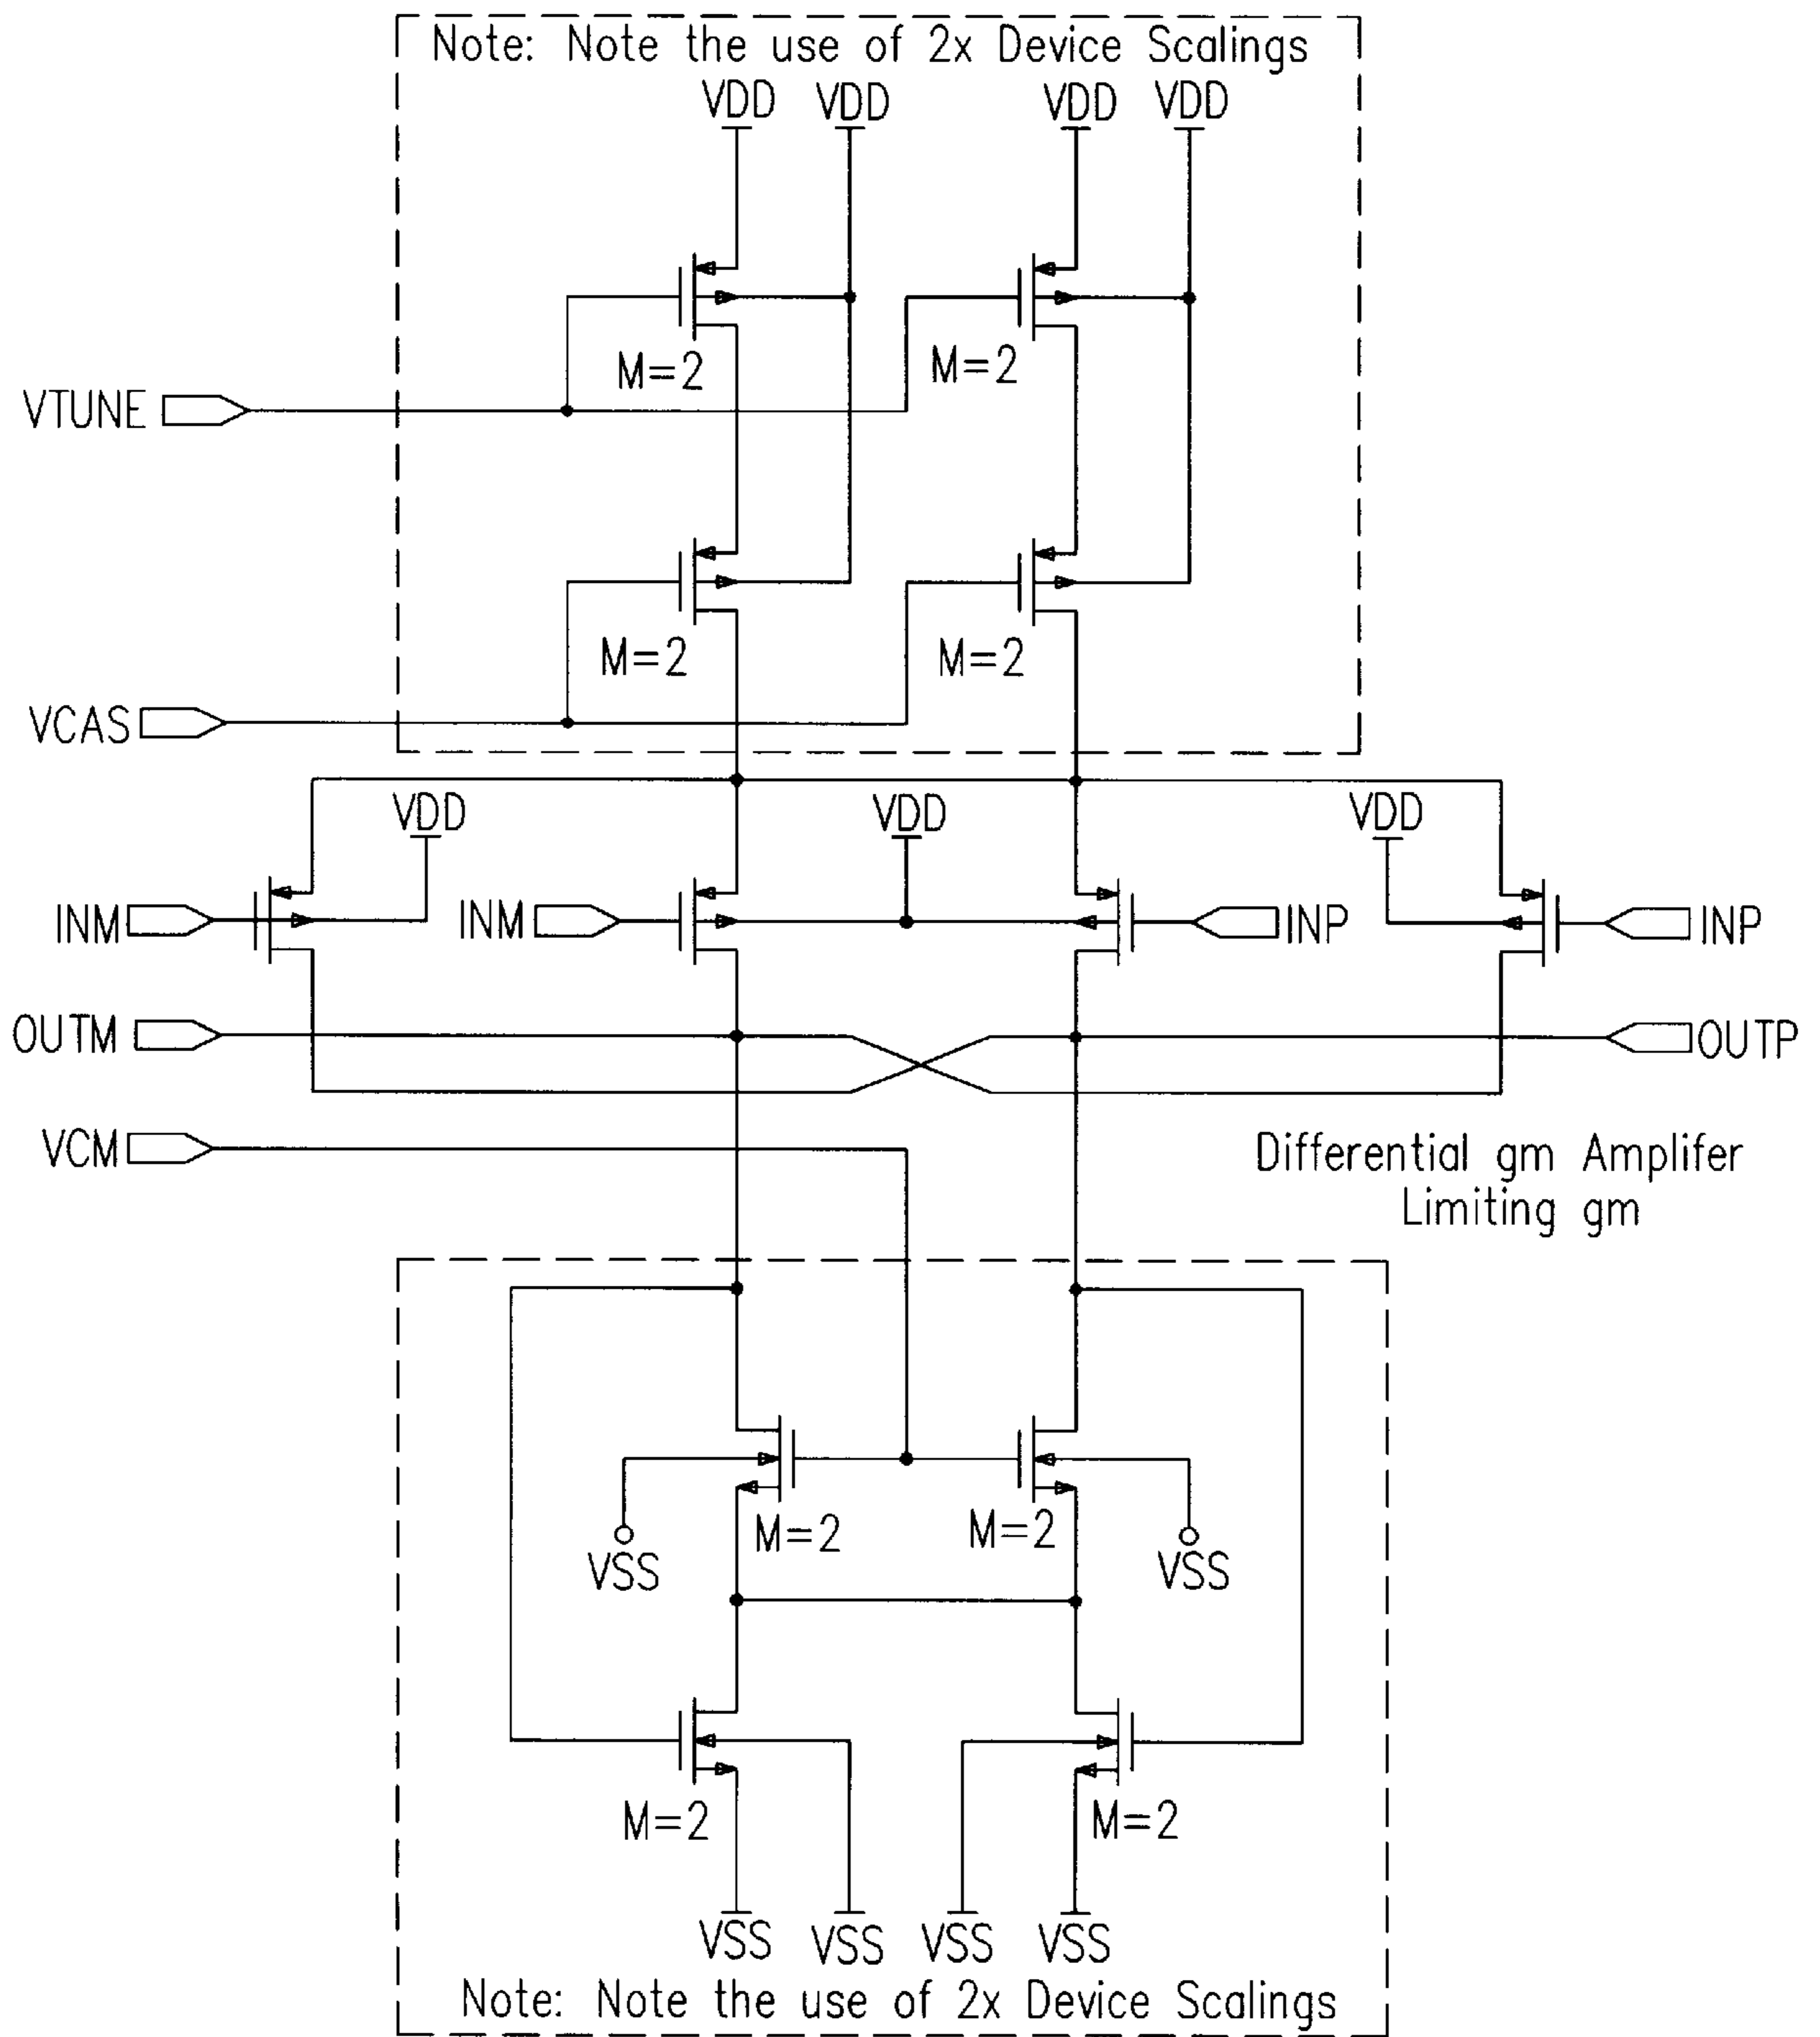 Note: Note the use of 2x Device Scalings
VDD VDD VDD VDD
M=2 M=2
VTUNE
M=2 M=2
VCAS
VDD VDD VDD
INM INM INP INP
OUTM OUTP
VCM
Differential gm Amplifer
Limiting gm
M=2 M=2
VSS VSS
M=2 M=2
VSS VSS VSS VSS
Note: Note the use of 2x Device Scalings